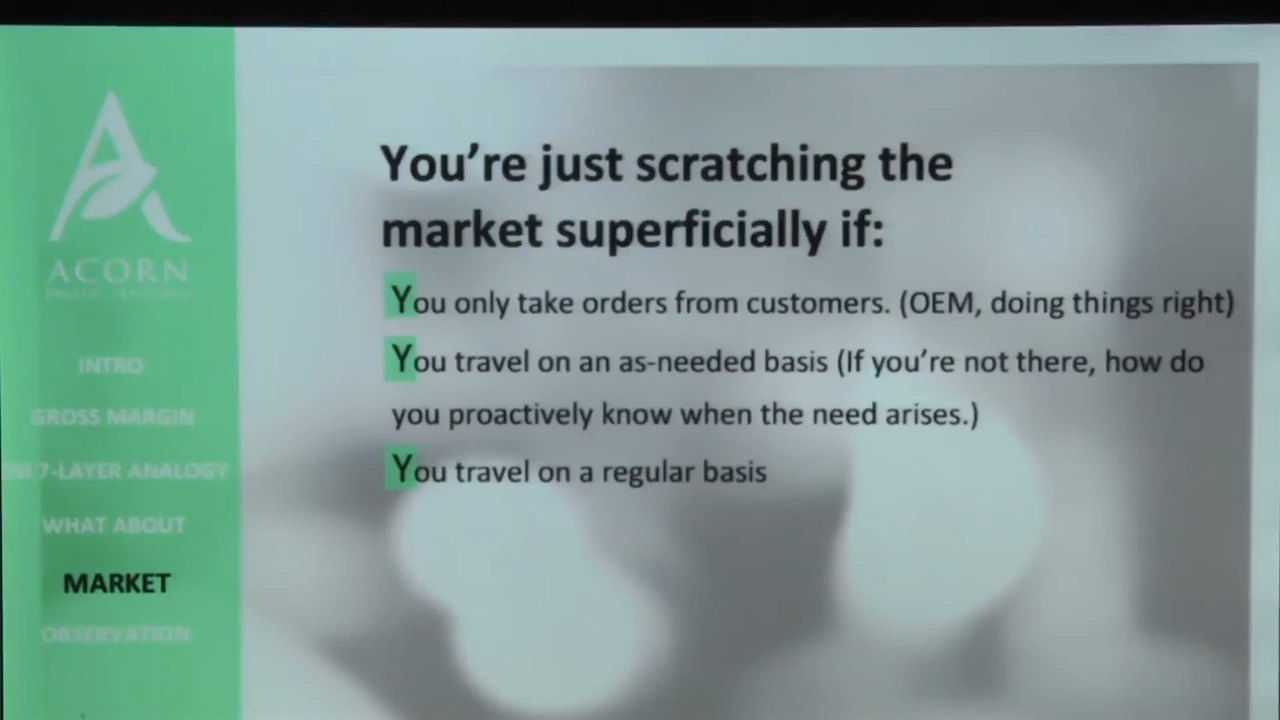 ACORN
PACIFIC VENTURES
INTRO
GROSS MARGIN
7-LAYER ANALOGY
WHAT ABOUT
MARKET
OBSERVATION
You're just scratching the
market superficially if:
You only take orders from customers. (OEM, doing things right)
You travel on an as-needed basis (If you're not there, how do
you proactively know when the need arises.)
You travel on a regular basis